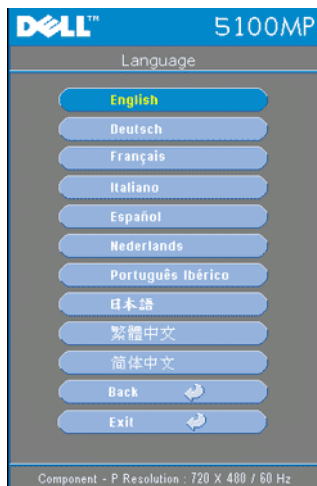 DELL™ 5100MP
Language
English
Deutsch
Français
Italiano
Español
Nederlands
Português Ibérico
日本語
繁體中文
简体中文
Back
Exit
Component - P Resolution : 720 X 480 / 60 Hz